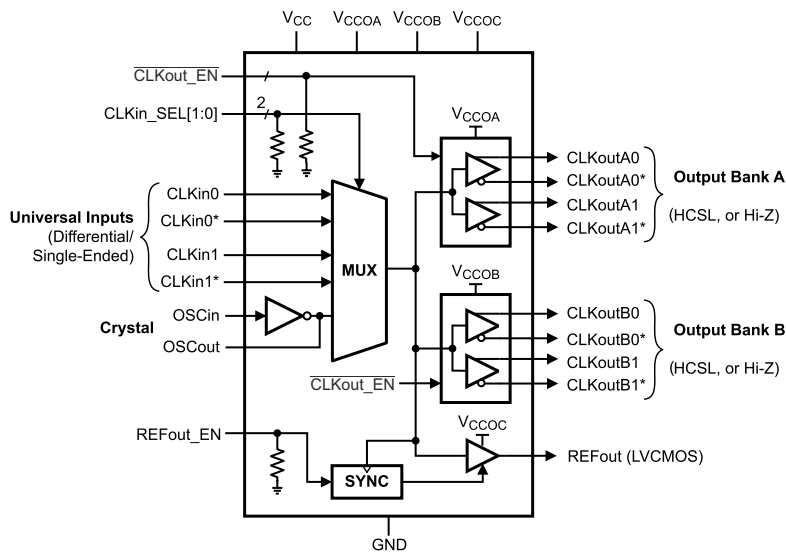 VCC VCCOA VCCOB VCCOC
CLKout_EN
2
CLKin_SEL[1:0]
VCCOA
CLKoutA0
CLKoutA0*
CLKoutA1
CLKoutA1*
Output Bank A
(HCSL, or Hi-Z)
Universal Inputs
(Differential/
Single-Ended)
CLKin0
CLKin0*
CLKin1
CLKin1*
MUX
Crystal
OSCin
OSCout
VCCOB
CLKoutB0
CLKoutB0*
CLKoutB1
CLKoutB1*
Output Bank B
(HCSL, or Hi-Z)
CLKout_EN
REFout_EN
VCCOC
REFout (LVCMOS)
SYNC
GND